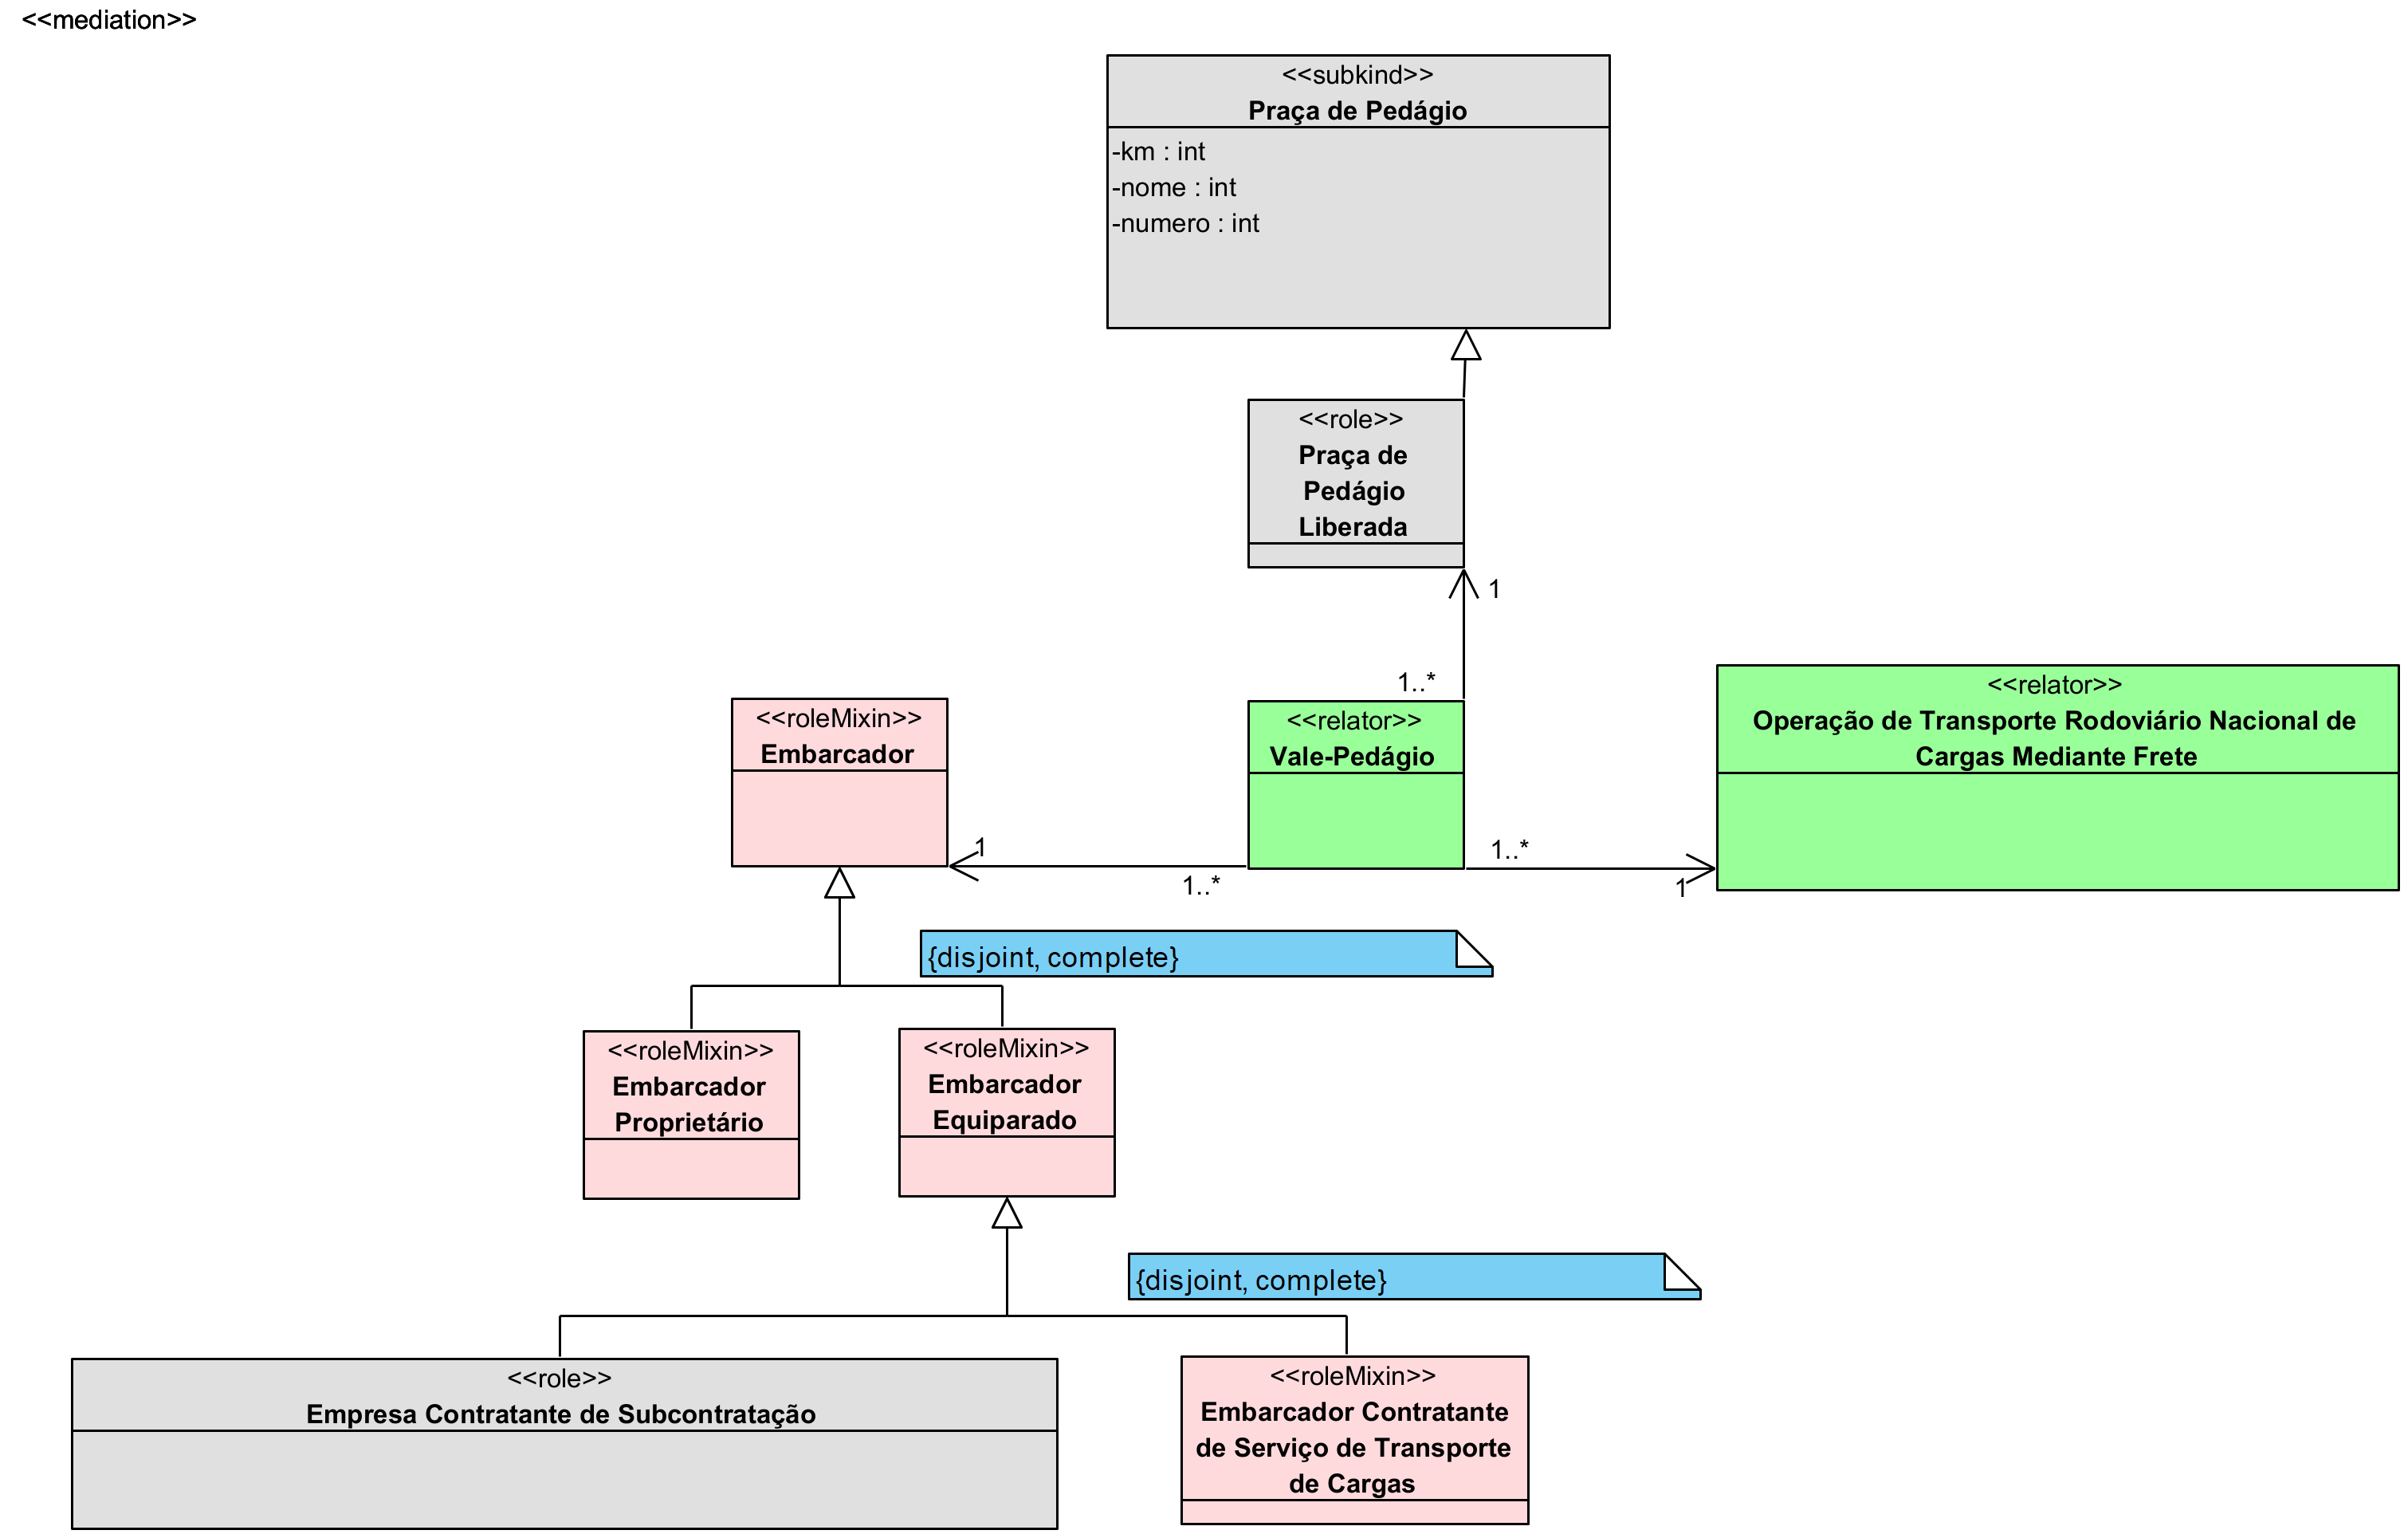 <<mediation>>
<<subkind>>
Praça de Pedágio
-km : int
-nome : int
-numero : int
<<role>>
Praça de
Pedágio
Liberada
1
1..*
<<roleMixin>>
Embarcador
<<relator>>
Vale-Pedágio
<<relator>>
Operação de Transporte Rodoviário Nacional de
Cargas Mediante Frete
1
1..*
1..*
1
{disjoint, complete}
<<roleMixin>>
Embarcador
Proprietário
<<roleMixin>>
Embarcador
Equiparado
{disjoint, complete}
<<role>>
Empresa Contratante de Subcontratação
<<roleMixin>>
Embarcador Contratante
de Serviço de Transporte
de Cargas